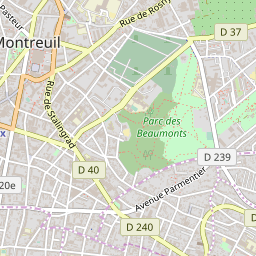 Pasteur
Rue de Rosny
D 37
Montreuil
Rue de Stalingrad
Parc des
Beaumonts
D 239
D 40
20e
Avenue Parmentier
D 240